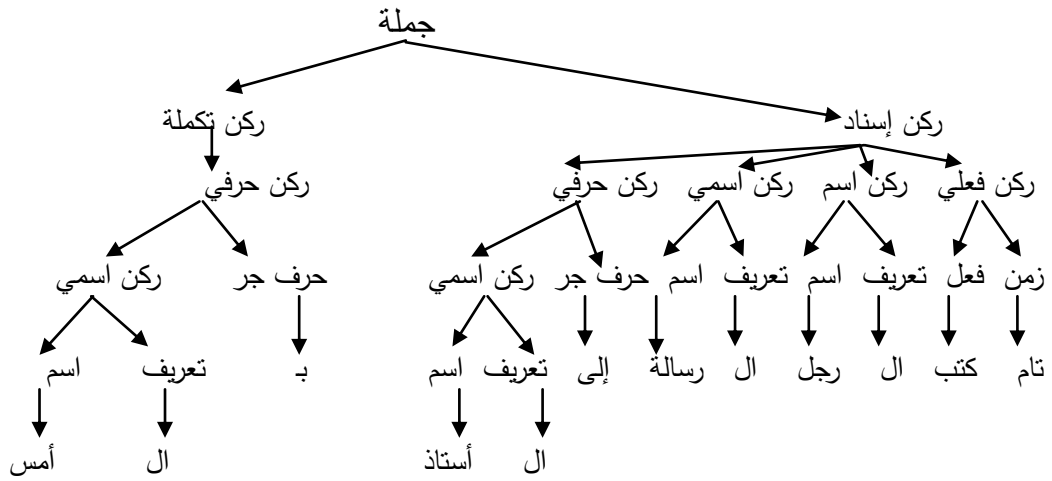 جملة
ركن إسناد ركن تكملة
ركن فعلي ركن اسم ركن اسمي ركن حرفي ركن حرفي
زمن فعل تعريف اسم تعريف اسم حرف جر ركن اسمي حرف جر ركن اسمي
تام كتب ال رجل ال رسالة إلى تعريف اسم بـ تعريف اسم
ال أستاذ ال أمس